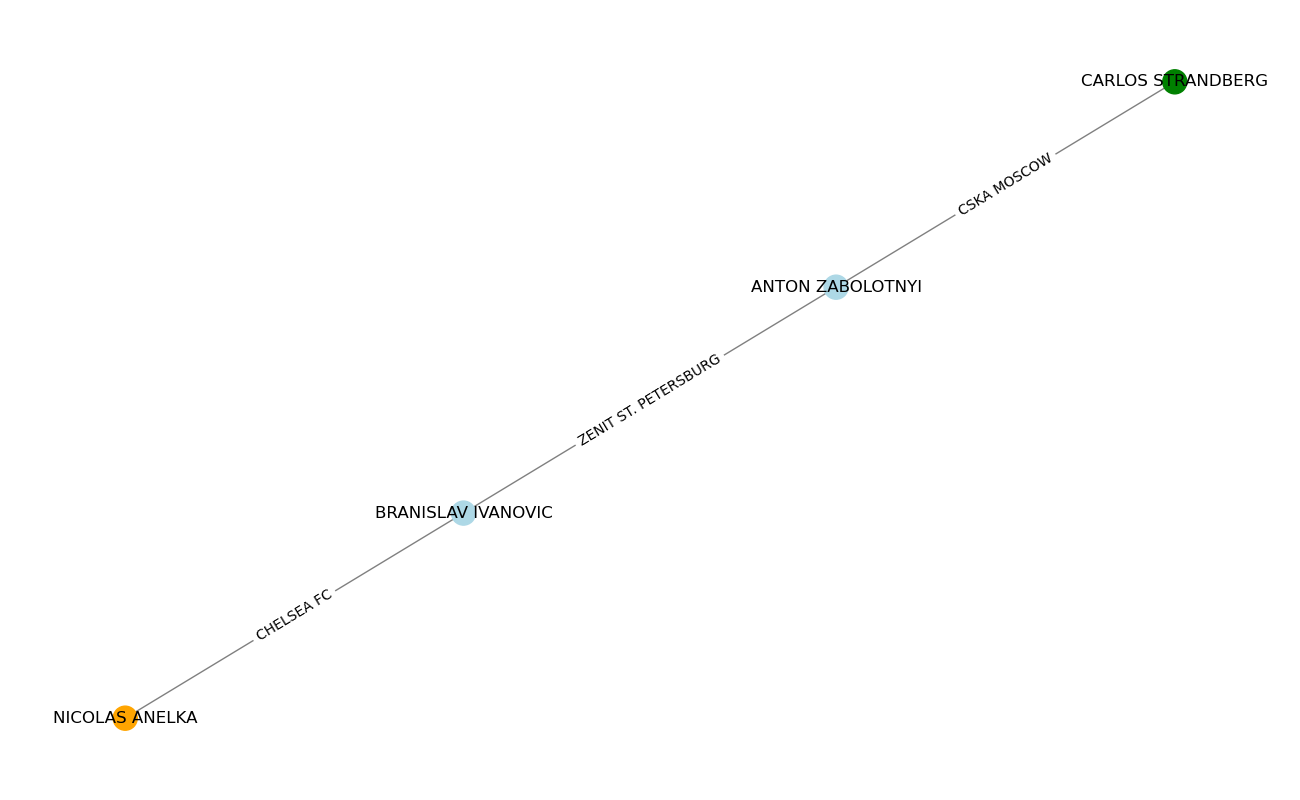 CARLOS STRANDBERG
CSKA MOSCOW
ANTON ZABOLOTNYI
ZENIT ST. PETERSBURG
BRANISLAV IVANOVIC
CHELSEA FC
NICOLAS ANELKA